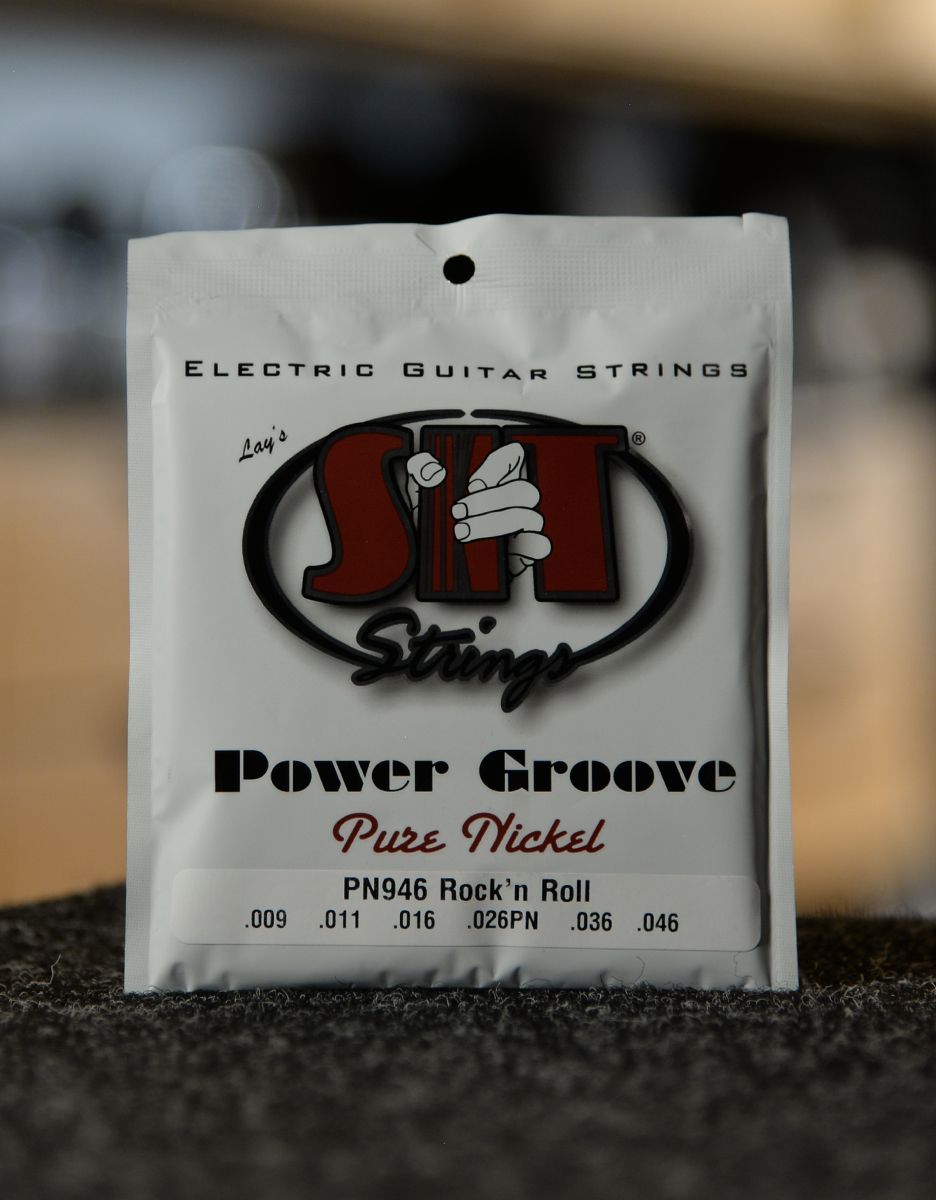 Electric Guitar Strings
Lay's
SIT ®
Strings
Power Groove
Pure Nickel
PN946 Rock'n Roll
.009 .011 .016 .026PN .036 .046